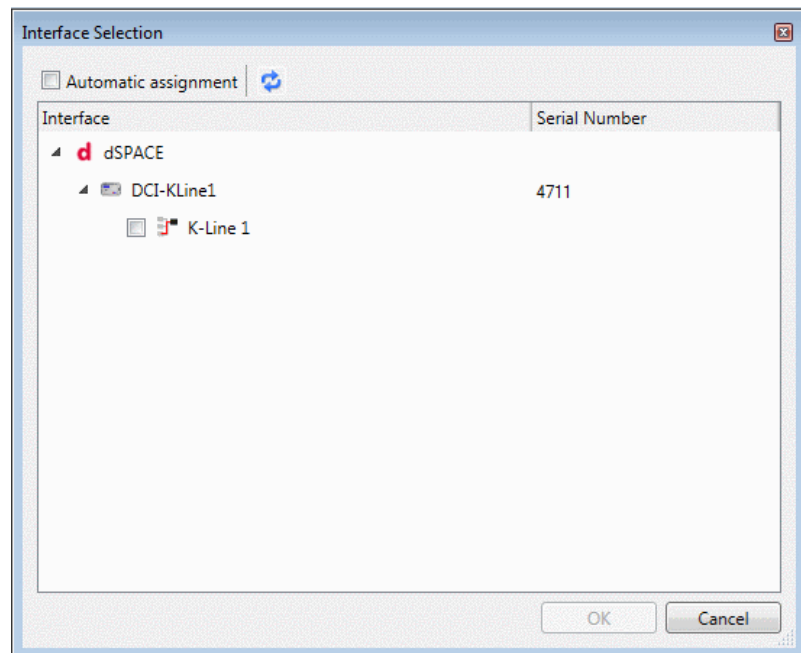 Interface Selection
Automatic assignment
Interface Serial Number
d dSPACE
DCI-KLine1 4711
K-Line 1
OK Cancel